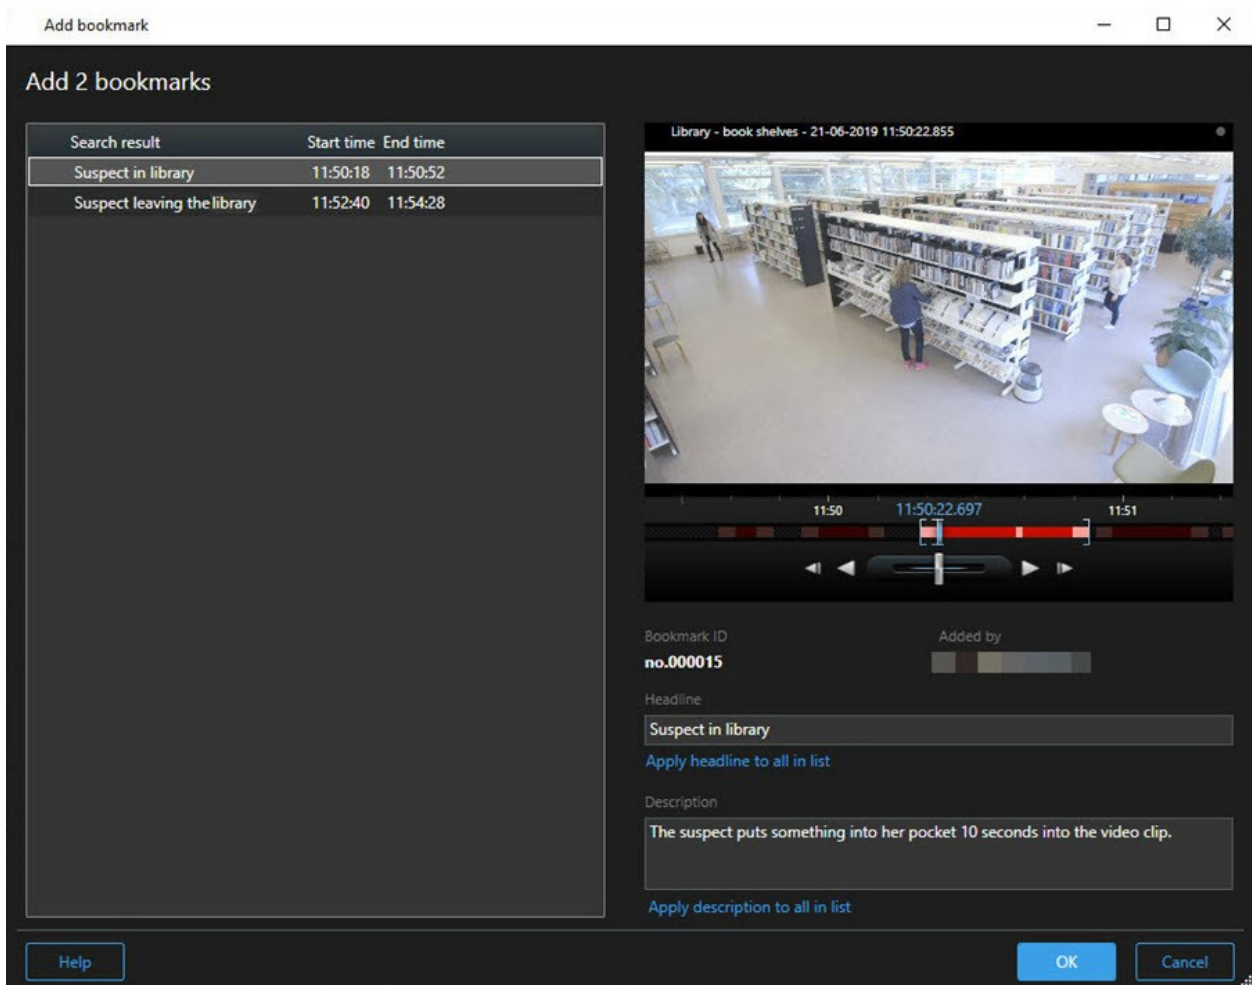 Add bookmark
Add 2 bookmarks
Search result Start time End time
Suspect in library 11:50:18 11:50:52
Suspect leaving the library 11:52:40 11:54:28
Library - book shelves - 21-06-2019 11:50:22.855
11:50 11:50:22.697 11:51
Bookmark ID Added by
no.000015
Headline
Suspect in library
Apply headline to all in list
Description
The suspect puts something into her pocket 10 seconds into the video clip.
Apply description to all in list
Help OK Cancel